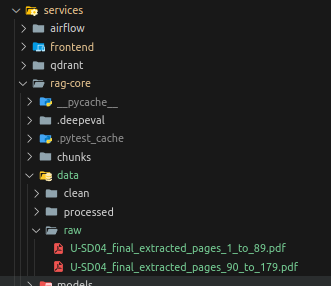 services
airflow
frontend
qdrant
rag-core
__pycache__
.deepeval
.pytest_cache
chunks
data
clean
processed
raw
U-SD04_final_extracted_pages_1_to_89.pdf
U-SD04_final_extracted_pages_90_to_179.pdf
models